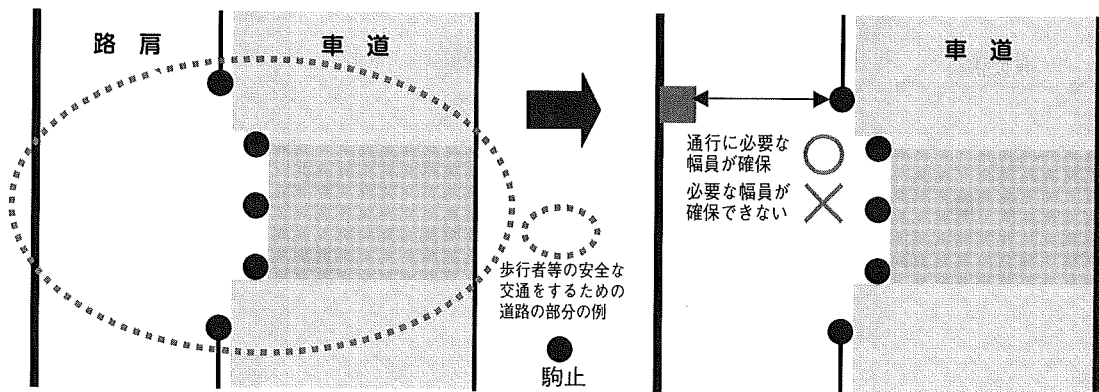 路肩
車道
歩行者等の安全な
交通をするための
道路の部分の例
駒止
車道
通行に必要な
幅員が確保
必要な幅員が
確保できない